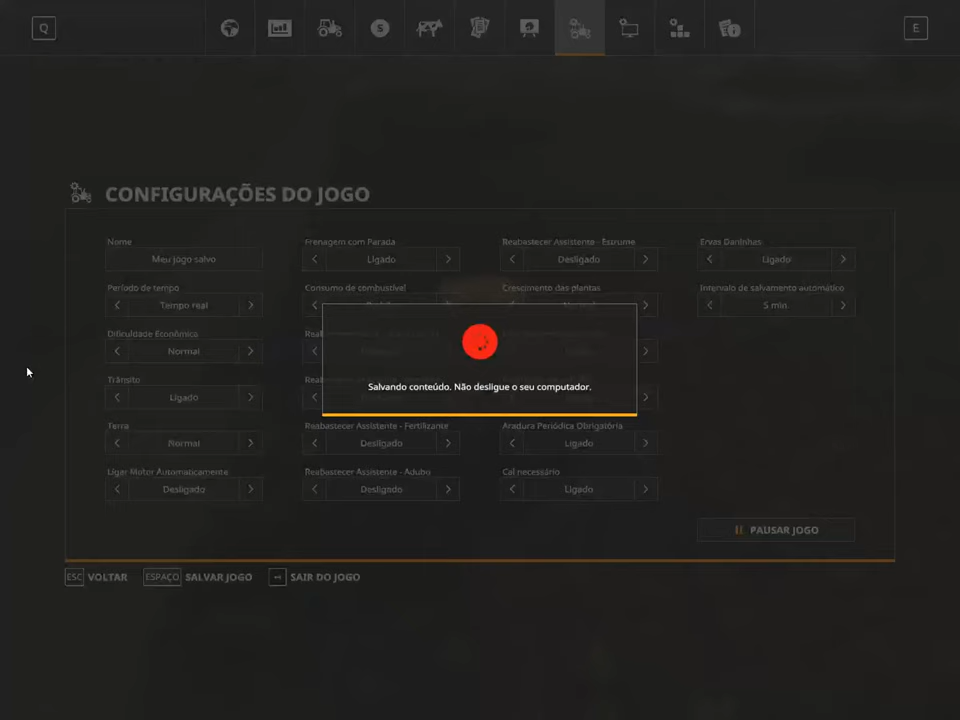 Q
E
CONFIGURAÇÕES DO JOGO
Nome
Meu jogo salvo
Período de tempo
Tempo real
Dificuldade Econômica
Normal
Trânsito
Ligado
Terra
Normal
Ligar Motor Automaticamente
Desligado
Frenagem com Parada
Ligado
Consumo de combustível
Reabastecer Assistente - Fertilizante
Desligado
Reabastecer Assistente - Adubo
Desligado
Reabastecer Assistente - Estrume
Desligado
Crescimento das plantas
Aradura Periódica Obrigatória
Ligado
Cal necessário
Ligado
Ervas Daninhas
Ligado
Intervalo de salvamento automático
5 min
Salvando conteúdo. Não desligue o seu computador.
PAUSAR JOGO
ESC VOLTAR ESPAÇO SALVAR JOGO SAIR DO JOGO